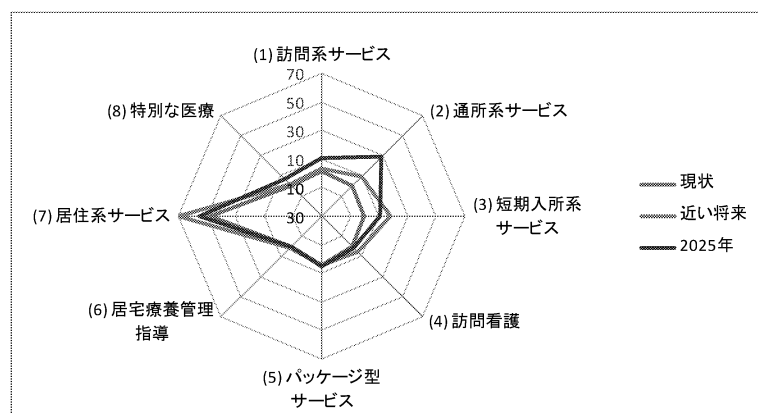 (1) 訪問系サービス
70
50
30
10
10
30
(2) 通所系サービス
(3) 短期入所系
サービス
(4) 訪問看護
(5) パッケージ型
サービス
(6) 居宅療養管理
指導
(7) 居住系サービス
(8) 特別な医療
現状
近い将来
2025年